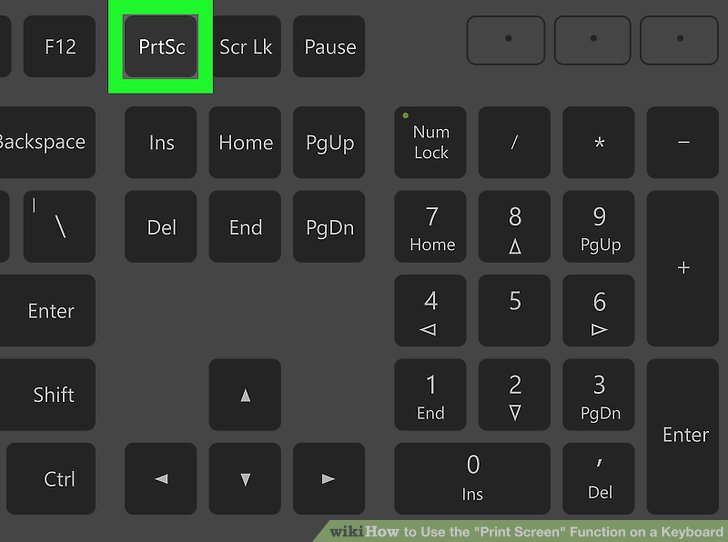 F12
PrtSc
Scr Lk
Pause
Backspace
Ins
Home
PgUp
Num
Lock
/
*
-
|
\
Del
End
PgDn
7
Home
8
9
PgUp
+
Enter
4
5
6
Shift
1
End
2
3
PgDn
Enter
Ctrl
0
Ins
,
Del
wikiHow to Use the "Print Screen" Function on a Keyboard